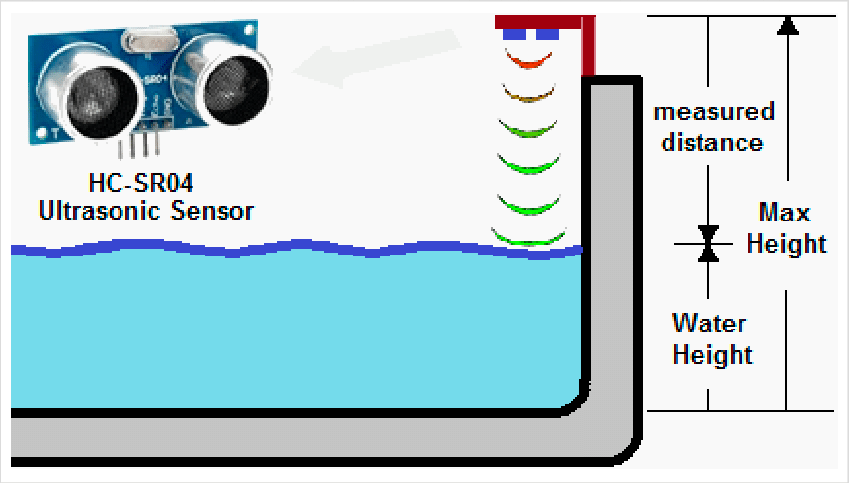 HC-SR04
Ultrasonic Sensor
measured
distance
Max
Height
Water
Height
T